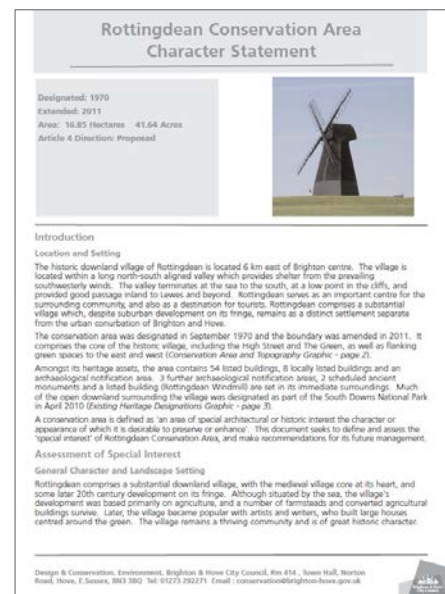 Rottingdean Conservation Area
Character Statement
Designated: 1970
Extended: 2011
Area: 16.85 Hectares 41.64 Acres
Article 4 Direction: Proposed
Introduction
Location and Setting
The historic downland village of Rottingdean is located 6 km east of Brighton centre. The village is
located within a long north-south aligned valley which provides shelter from the prevailing
southwesterly winds. The valley terminates at the sea to the south, at a low point in the cliffs, and
provided good passage inland to Lewes and beyond. Rottingdean serves as an important centre for the
surrounding community, and also as a destination for tourists. Rottingdean comprises a substantial
village which, despite suburban development on its fringe, remains as a distinct settlement separate
from the urban conurbation of Brighton and Hove.
The conservation area was designated in September 1970 and the boundary was amended in 2011. It
comprises the core of the historic village, including the High Street and The Green, as well as flanking
green spaces to the east and west (Conservation Area and Topography Graphic - page 2).
Amongst its heritage assets, the area contains 54 listed buildings, 8 locally listed buildings and an
archaeological notification area. 3 further archaeological notification areas, 2 scheduled ancient
monuments and a listed building (Rottingdean Windmill) are set in its immediate surroundings. Much
of the open downland surrounding the village was designated as part of the South Downs National Park
in April 2010 (Existing Heritage Designations Graphic - page 3).
A conservation area is defined as 'an area of special architectural or historic interest the character or
appearance of which it is desirable to preserve or enhance'. This document seeks to define and assess the
'special interest' of Rottingdean Conservation Area, and make recommendations for its future management.
Assessment of Special Interest
General Character and Landscape Setting
Rottingdean comprises a substantial downland village, with the medieval village core at its heart, and
some later 20th century development on its fringe. Although situated by the sea, the village's
development was based primarily on agriculture, and a number of farmsteads and converted agricultural
buildings survive. Later, the village became popular with artists and writers, who built large houses
centred around the green. The village remains a thriving community and is of great historic character.
Design & Conservation, Environment, Brighton & Hove City Council, Rm 414 , Town Hall, Norton
Road, Hove, E.Sussex, BN3 3BQ Tel: 01273 292271 Email : conservation@brighton-hove.gov.uk
Brighton & Hove
City Council